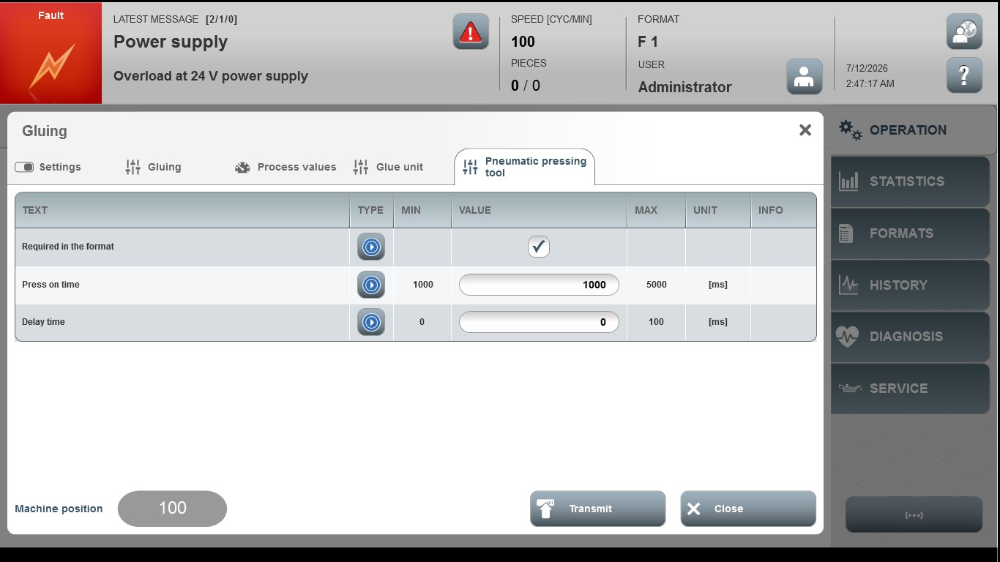 Fault
LATEST MESSAGE [2/1/0]
Power supply
Overload at 24 V power supply
SPEED [CYC/MIN]
100
PIECES
0 / 0
FORMAT
F 1
USER
Administrator
7/12/2026
2:47:17 AM
?
Gluing
Settings
Gluing
Process values
Glue unit
Pneumatic pressing
tool
TEXT TYPE MIN VALUE MAX UNIT INFO
Required in the format
Press on time 1000 1000 5000 [ms]
Delay time 0 0 100 [ms]
Machine position 100
Transmit
Close
OPERATION
STATISTICS
FORMATS
HISTORY
DIAGNOSIS
SERVICE
(•••)